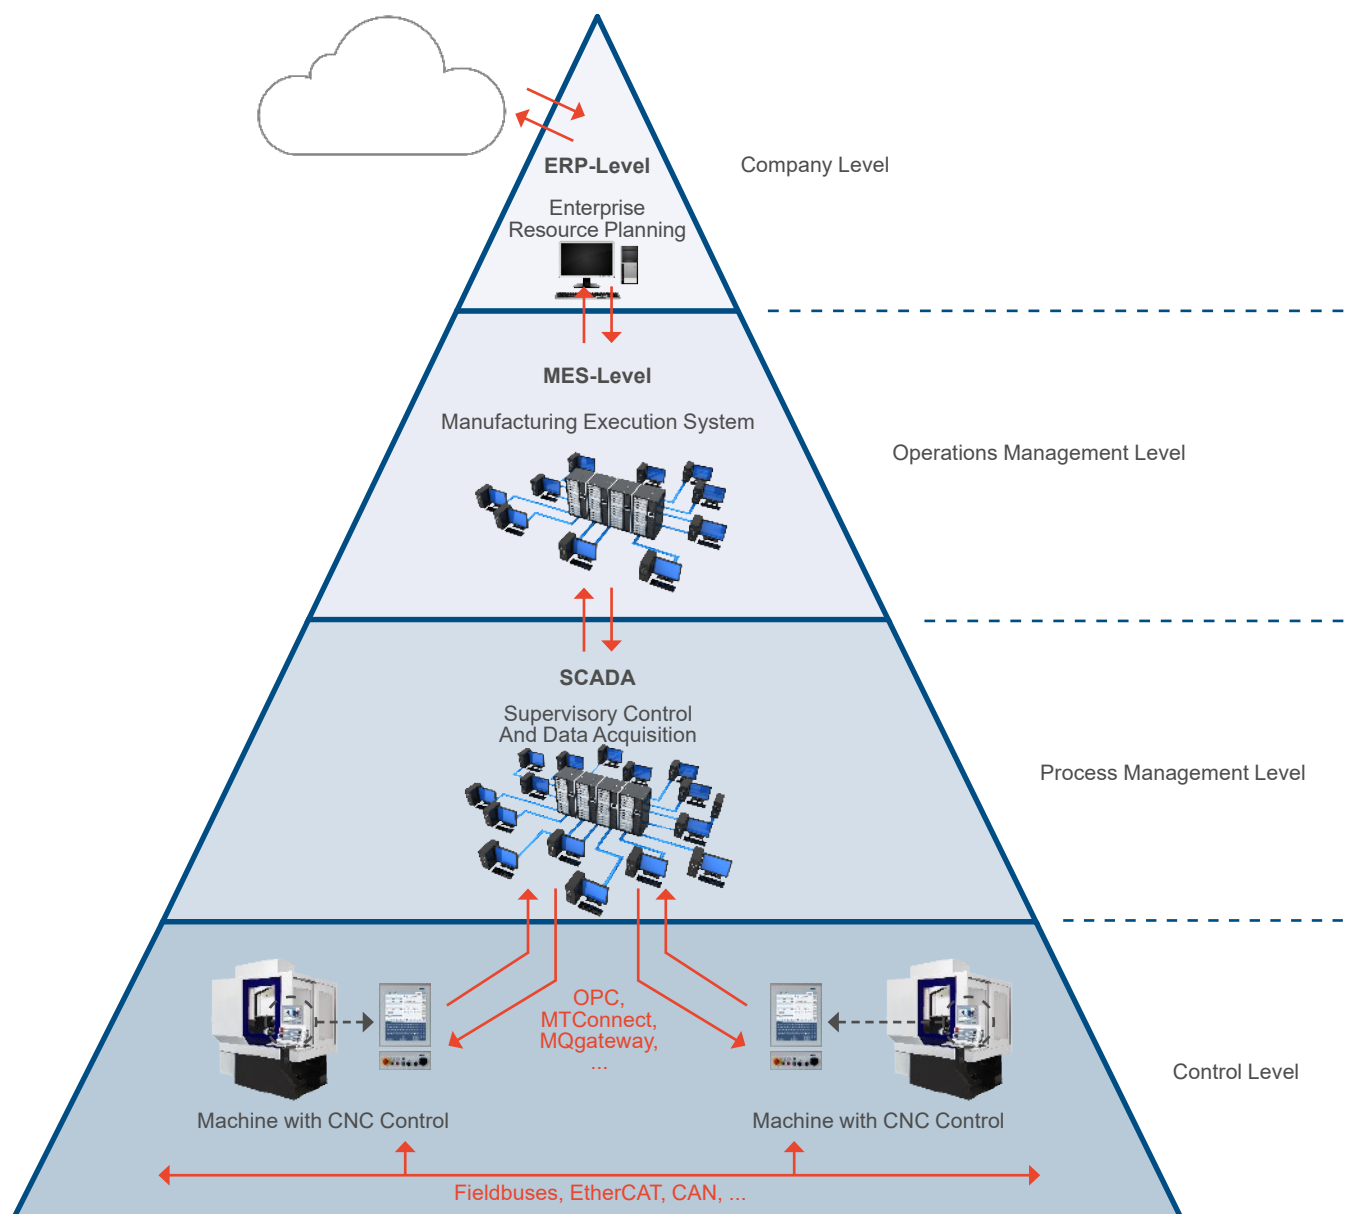 ERP-Level
Company Level
Enterprise
Resource Planning
MES-Level
Manufacturing Execution System
Operations Management Level
SCADA
Supervisory Control
And Data Acquisition
Process Management Level
OPC,
MTConnect,
MQgateway,
...
Control Level
Machine with CNC Control
Machine with CNC Control
Fieldbuses, EtherCAT, CAN, ...